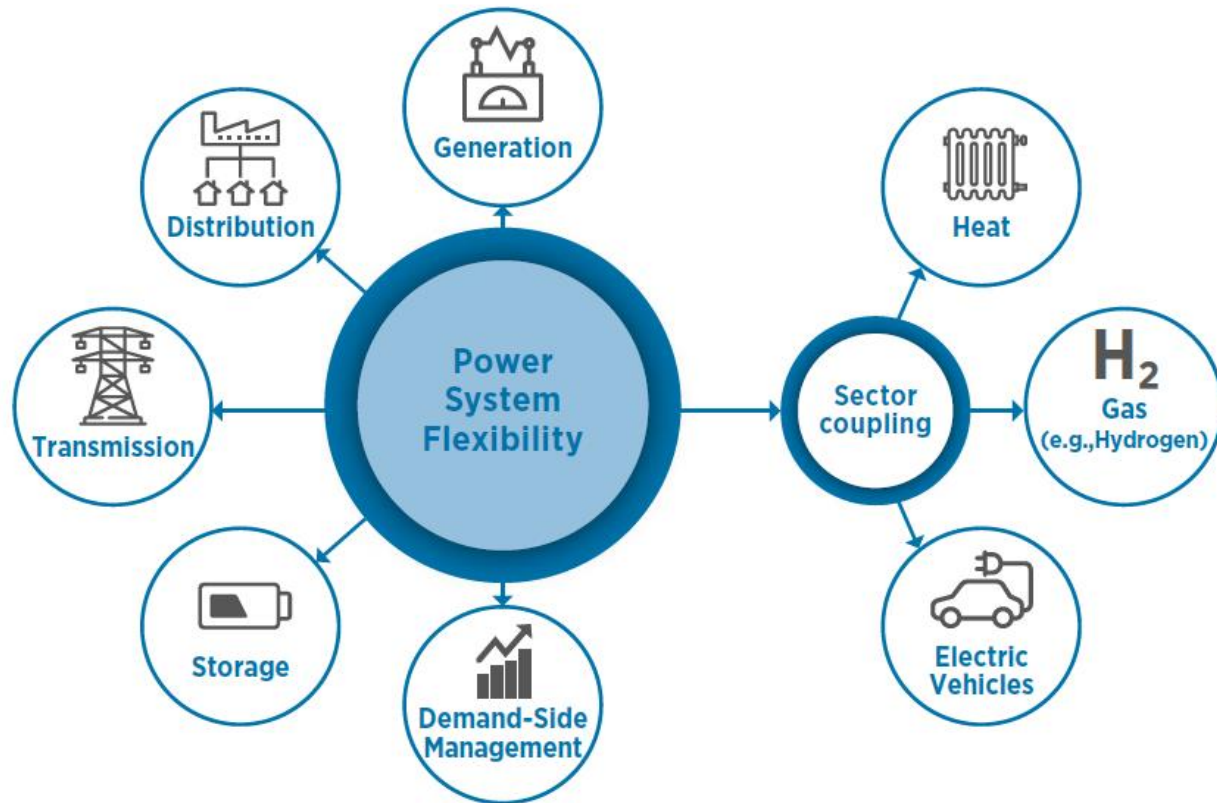 Generation
Distribution
Transmission
Storage
Demand-Side
Management
Power
System
Flexibility
Sector
coupling
Heat
H₂
Gas
(e.g.,Hydrogen)
Electric
Vehicles